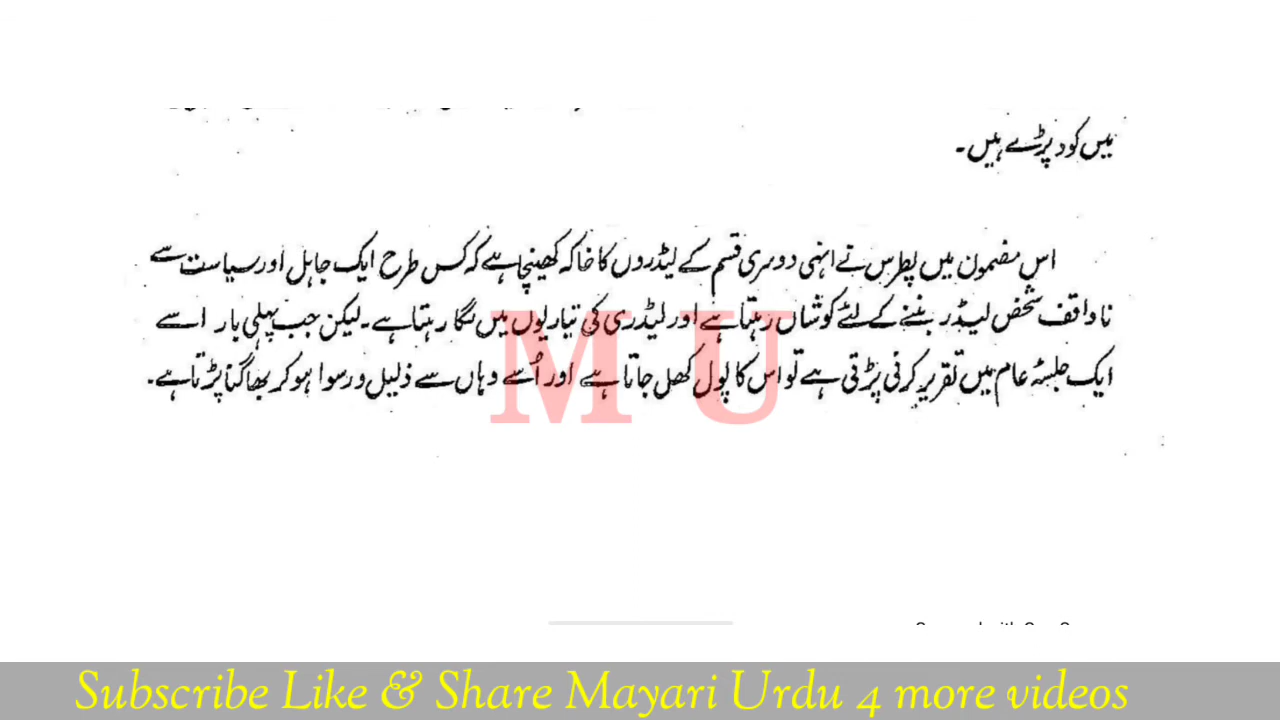 میں کود پڑے ہیں۔
اس مضمون میں پطرس نے انہی دوسری قسم کے لیڈروں کا خاکہ کھینچا ہے کہ کس طرح ایک جاہل اور سیاست سے
ناواقف شخص لیڈر بننے کے لئے کوشاں رہتا ہے اور لیڈری کی تیاریوں میں لگا رہتا ہے۔ لیکن جب پہلی بار اسے
ایک جلسۂ عام میں تقریر کرنی پڑتی ہے تو اس کا پول کھل جاتا ہے اور اُسے وہاں سے ذلیل و رسوا ہو کر بھاگنا پڑتا ہے۔
M U
Subscribe Like & Share Mayari Urdu 4 more videos